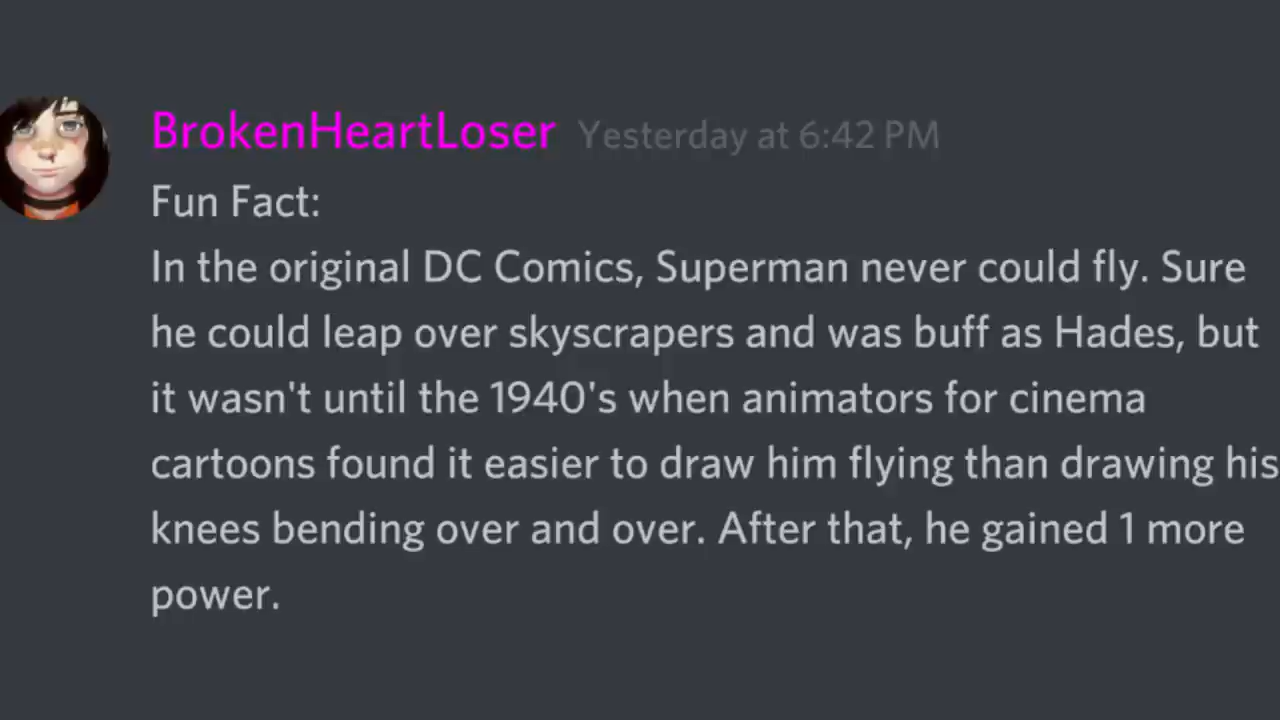 BrokenHeartLoser Yesterday at 6:42 PM
Fun Fact:
In the original DC Comics, Superman never could fly. Sure
he could leap over skyscrapers and was buff as Hades, but
it wasn't until the 1940's when animators for cinema
cartoons found it easier to draw him flying than drawing his
knees bending over and over. After that, he gained 1 more
power.